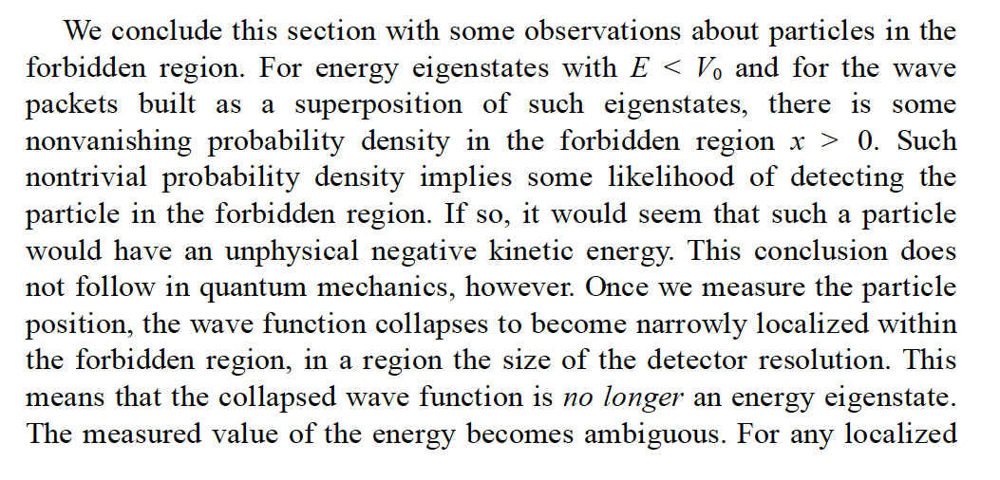 We conclude this section with some observations about particles in the
forbidden region. For energy eigenstates with E < V₀ and for the wave
packets built as a superposition of such eigenstates, there is some
nonvanishing probability density in the forbidden region x > 0. Such
nontrivial probability density implies some likelihood of detecting the
particle in the forbidden region. If so, it would seem that such a particle
would have an unphysical negative kinetic energy. This conclusion does
not follow in quantum mechanics, however. Once we measure the particle
position, the wave function collapses to become narrowly localized within
the forbidden region, in a region the size of the detector resolution. This
means that the collapsed wave function is no longer an energy eigenstate.
The measured value of the energy becomes ambiguous. For any localized